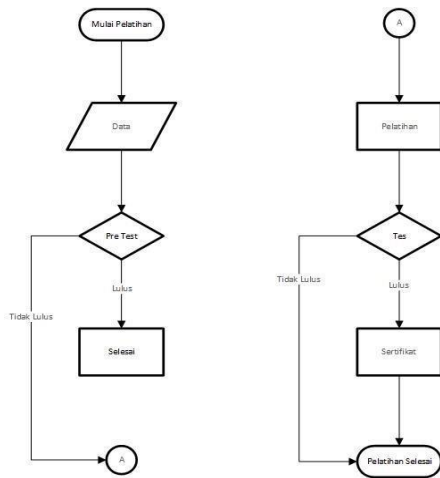 Mulai Pelatihan
Data
Pre Test
Lulus
Tidak Lulus
Selesai
A
A
Pelatihan
Tes
Tidak Lulus
Lulus
Sertifikat
Pelatihan Selesai